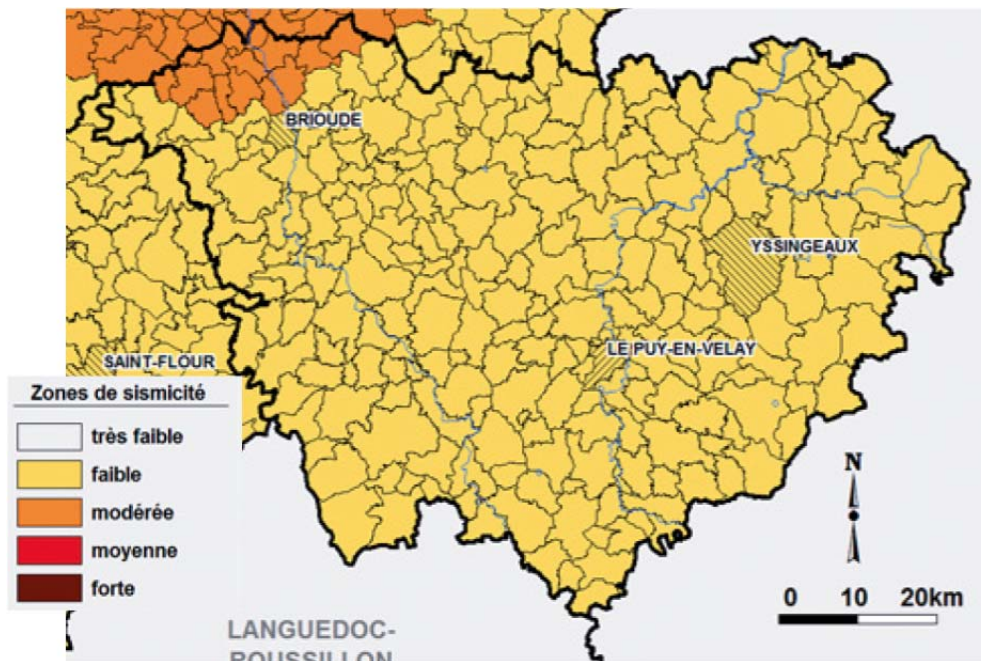 BRIOUDE
YSSINGEAUX
LE PUY-EN-VELAY
SAINT-FLOUR
Zones de sismicité
très faible
faible
modérée
moyenne
forte
N
0 10 20km
LANGUEDOC-
ROUSSILLON